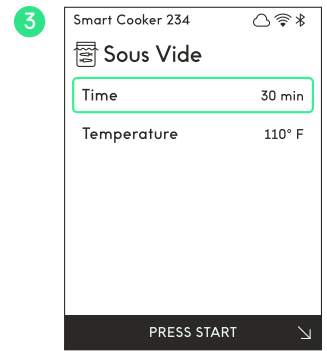 3
Smart Cooker 234
Sous Vide
Time 30 min
Temperature 110° F
PRESS START